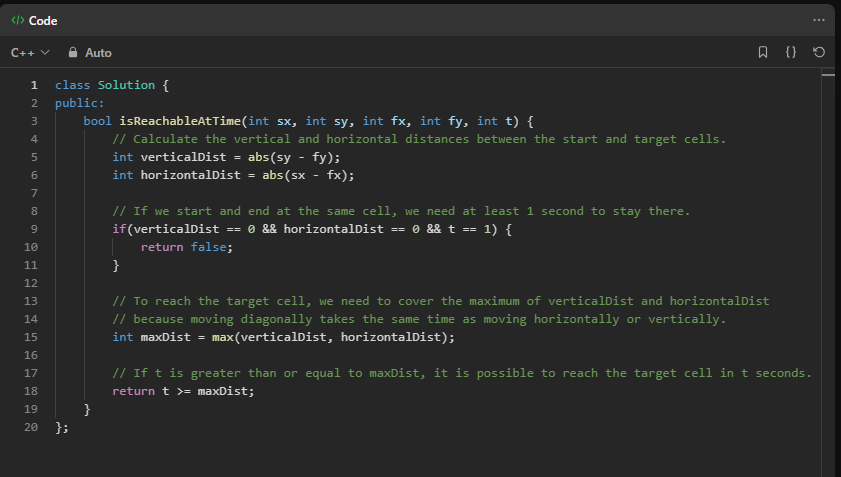 </> Code
C++ Auto {}
1 class Solution {
2 public:
3     bool isReachableAtTime(int sx, int sy, int fx, int fy, int t) {
4         // Calculate the vertical and horizontal distances between the start and target cells.
5         int verticalDist = abs(sy - fy);
6         int horizontalDist = abs(sx - fx);
7
8         // If we start and end at the same cell, we need at least 1 second to stay there.
9         if(verticalDist == 0 && horizontalDist == 0 && t == 1) {
10             return false;
11         }
12
13         // To reach the target cell, we need to cover the maximum of verticalDist and horizontalDist
14         // because moving diagonally takes the same time as moving horizontally or vertically.
15         int maxDist = max(verticalDist, horizontalDist);
16
17         // If t is greater than or equal to maxDist, it is possible to reach the target cell in t seconds.
18         return t >= maxDist;
19     }
20 };